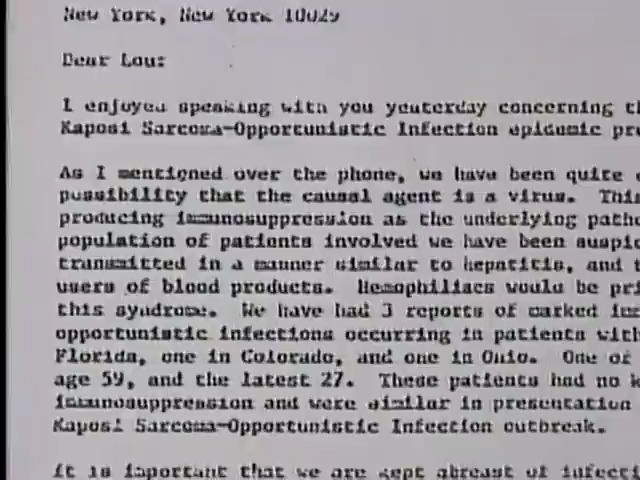 New York, New York 10029
Dear Lou:
I enjoyed speaking with you yesterday concerning
Kaposi Sarcoma-Opportunistic Infection epidemic
As I mentioned over the phone, we have been quite
possibility that the causal agent is a virus. This
producing immunosuppression as the underlying
population of patients involved we have been
transmitted in a manner similar to hepatitis, and
users of blood products. Hemophiliacs would be
this syndrome. We have had 3 reports of marked
opportunistic infections occurring in patients with
Florida, one in Colorado, and one in Ohio. One of
age 59, and the latest 27. These patients had no
immunosuppression and were similar in presentation
Kaposi Sarcoma-Opportunistic Infection outbreak.
It is important that we are kept abreast of